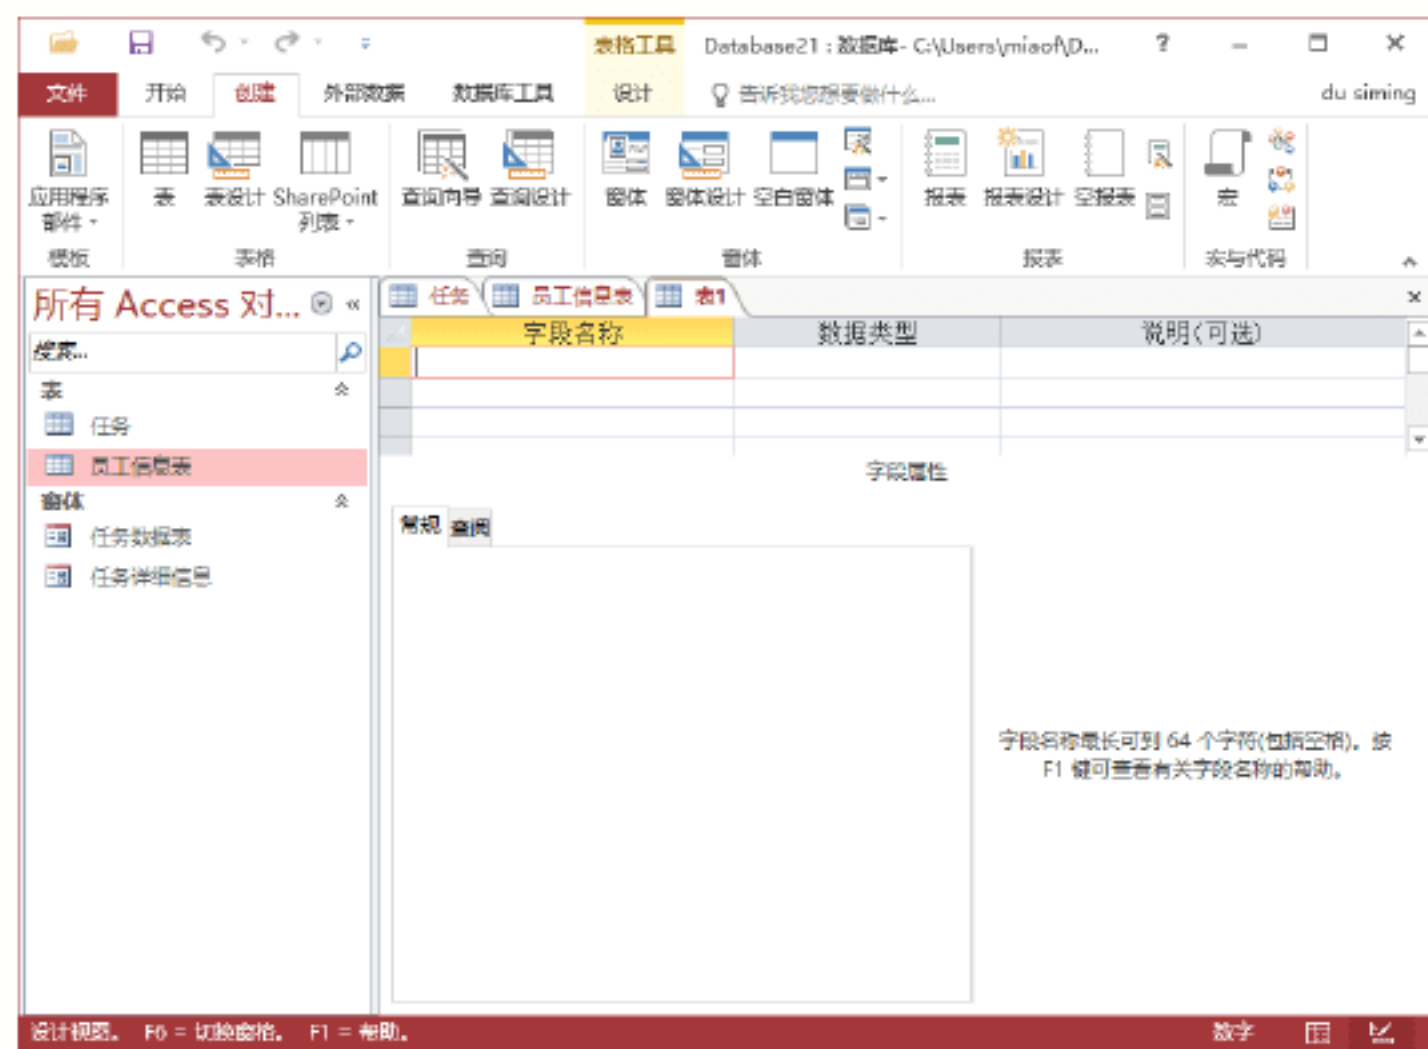 表格工具 Database21 : 数据库- C:\Users\miaof\D... ?
文件 开始 创建 外部数据 数据库工具 设计 告诉我您想要做什么... du siming
应用程序部件 表 表设计 SharePoint 查询向导 查询设计 窗体 窗体设计 空白窗体 报表 报表设计 空报表 宏
列表
模板 表格 查询 窗体 报表 宏与代码
所有 Access 对... «
任务 员工信息表 表1
字段名称 数据类型 说明(可选)
搜索...
表
任务
员工信息表
窗体
任务数据表
任务详细信息
字段属性
常规 查阅
字段名称最长可到 64 个字符(包括空格)。按
F1 键可查看有关字段名称的帮助。
设计视图。 F6 = 切换窗格。 F1 = 帮助。 数字